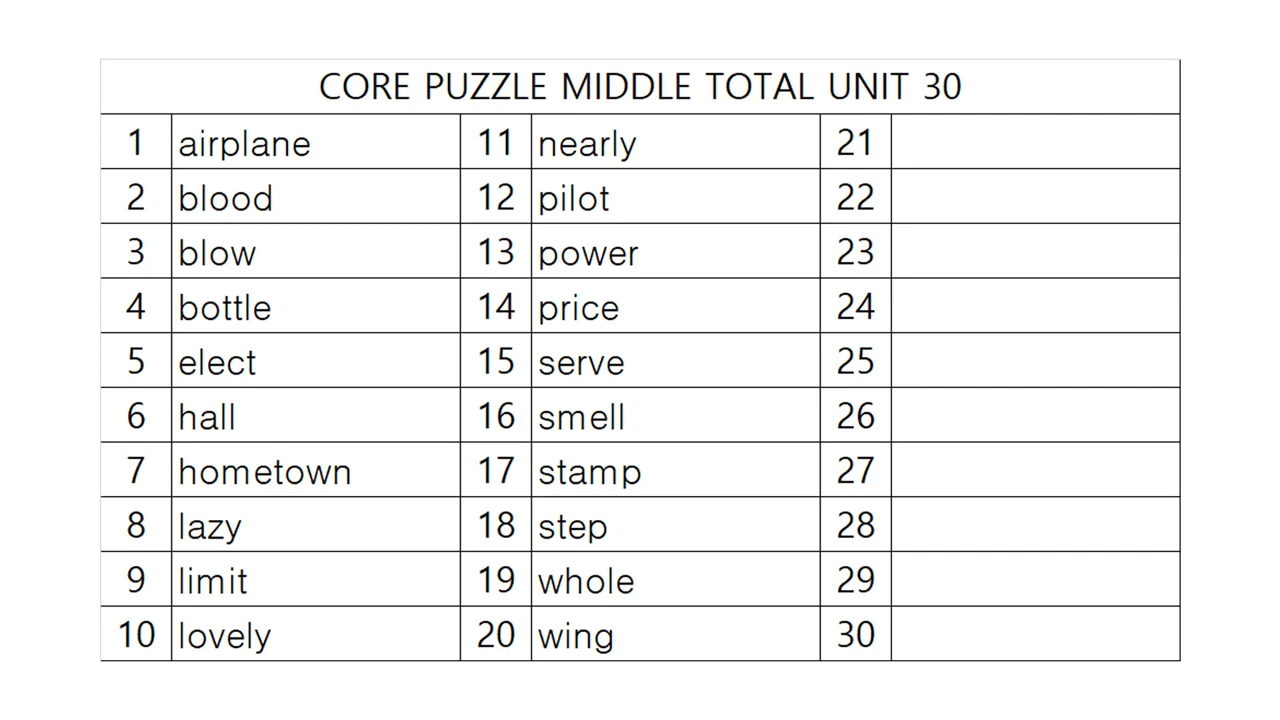 CORE PUZZLE MIDDLE TOTAL UNIT 30
1 airplane 11 nearly 21
2 blood 12 pilot 22
3 blow 13 power 23
4 bottle 14 price 24
5 elect 15 serve 25
6 hall 16 smell 26
7 hometown 17 stamp 27
8 lazy 18 step 28
9 limit 19 whole 29
10 lovely 20 wing 30